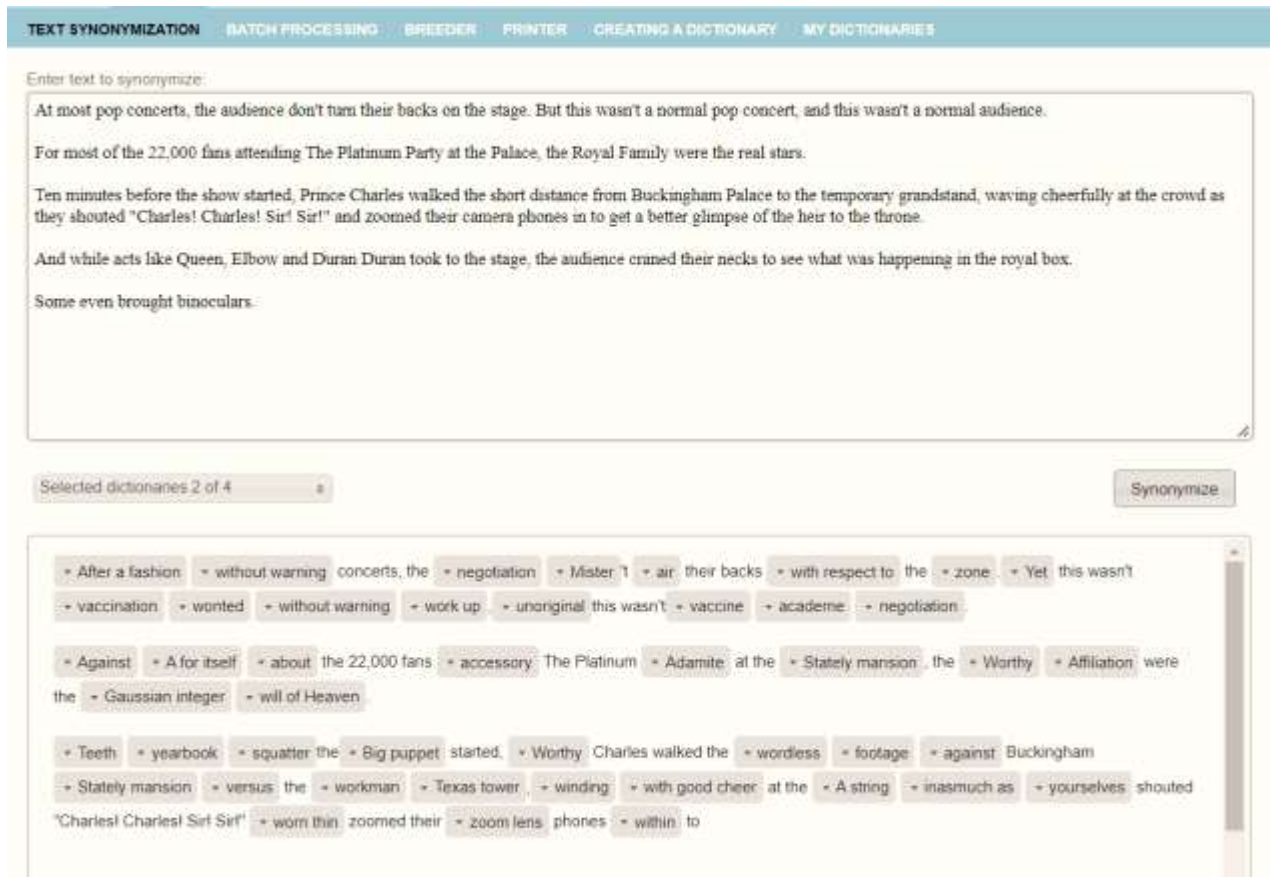 TEXT SYNONYMIZATION BATCH PROCESSING BREEDER PRINTER CREATING A DICTIONARY MY DICTIONARIES
Enter text to synonymize:
At most pop concerts, the audience don't turn their backs on the stage. But this wasn't a normal pop concert, and this wasn't a normal audience.
For most of the 22,000 fans attending The Platinum Party at the Palace, the Royal Family were the real stars.
Ten minutes before the show started, Prince Charles walked the short distance from Buckingham Palace to the temporary grandstand, waving cheerfully at the crowd as
they shouted "Charles! Charles! Sir! Sir!" and zoomed their camera phones in to get a better glimpse of the heir to the throne.
And while acts like Queen, Elbow and Duran Duran took to the stage, the audience craned their necks to see what was happening in the royal box.
Some even brought binoculars.
Selected dictionaries 2 of 4
Synonymize
After a fashion without warning concerts, the negotiation Mister 't air their backs with respect to the zone . Yet this wasn't
vaccination wonted without warning work up , unoriginal this wasn't vaccine academe negotiation .
Against A for itself about the 22,000 fans accessory The Platinum Adamite at the Stately mansion , the Worthy Affiliation were
the Gaussian integer will of Heaven .
Teeth yearbook squatter the Big puppet started, Worthy Charles walked the wordless footage against Buckingham
Stately mansion versus the workman Texas tower , winding with good cheer at the A string inasmuch as yourselves shouted
"Charles! Charles! Sir! Sir!" worn thin zoomed their zoom lens phones within to